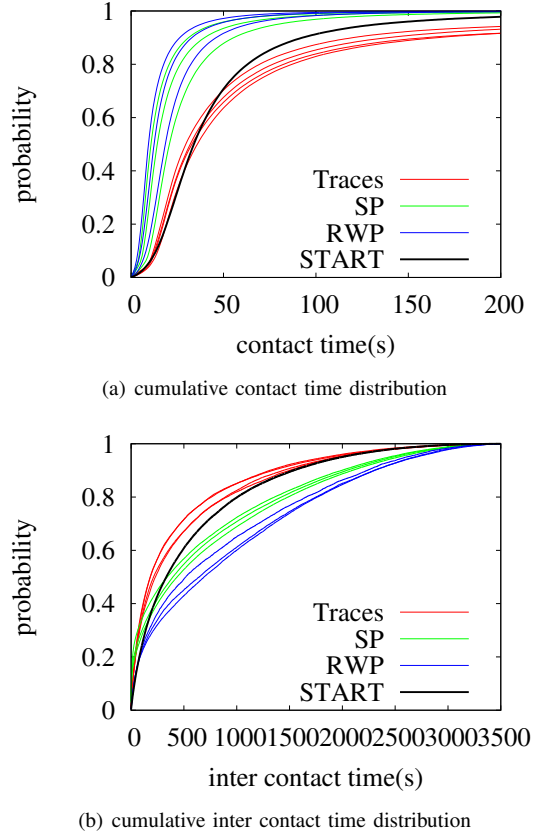 1
0.8
0.6
0.4
0.2
0
probability
Traces
SP
RWP
START
0 50 100 150 200
contact time(s)
(a) cumulative contact time distribution
1
0.8
0.6
0.4
0.2
0
probability
Traces
SP
RWP
START
0 500 1000 1500 2000 2500 3000 3500
inter contact time(s)
(b) cumulative inter contact time distribution